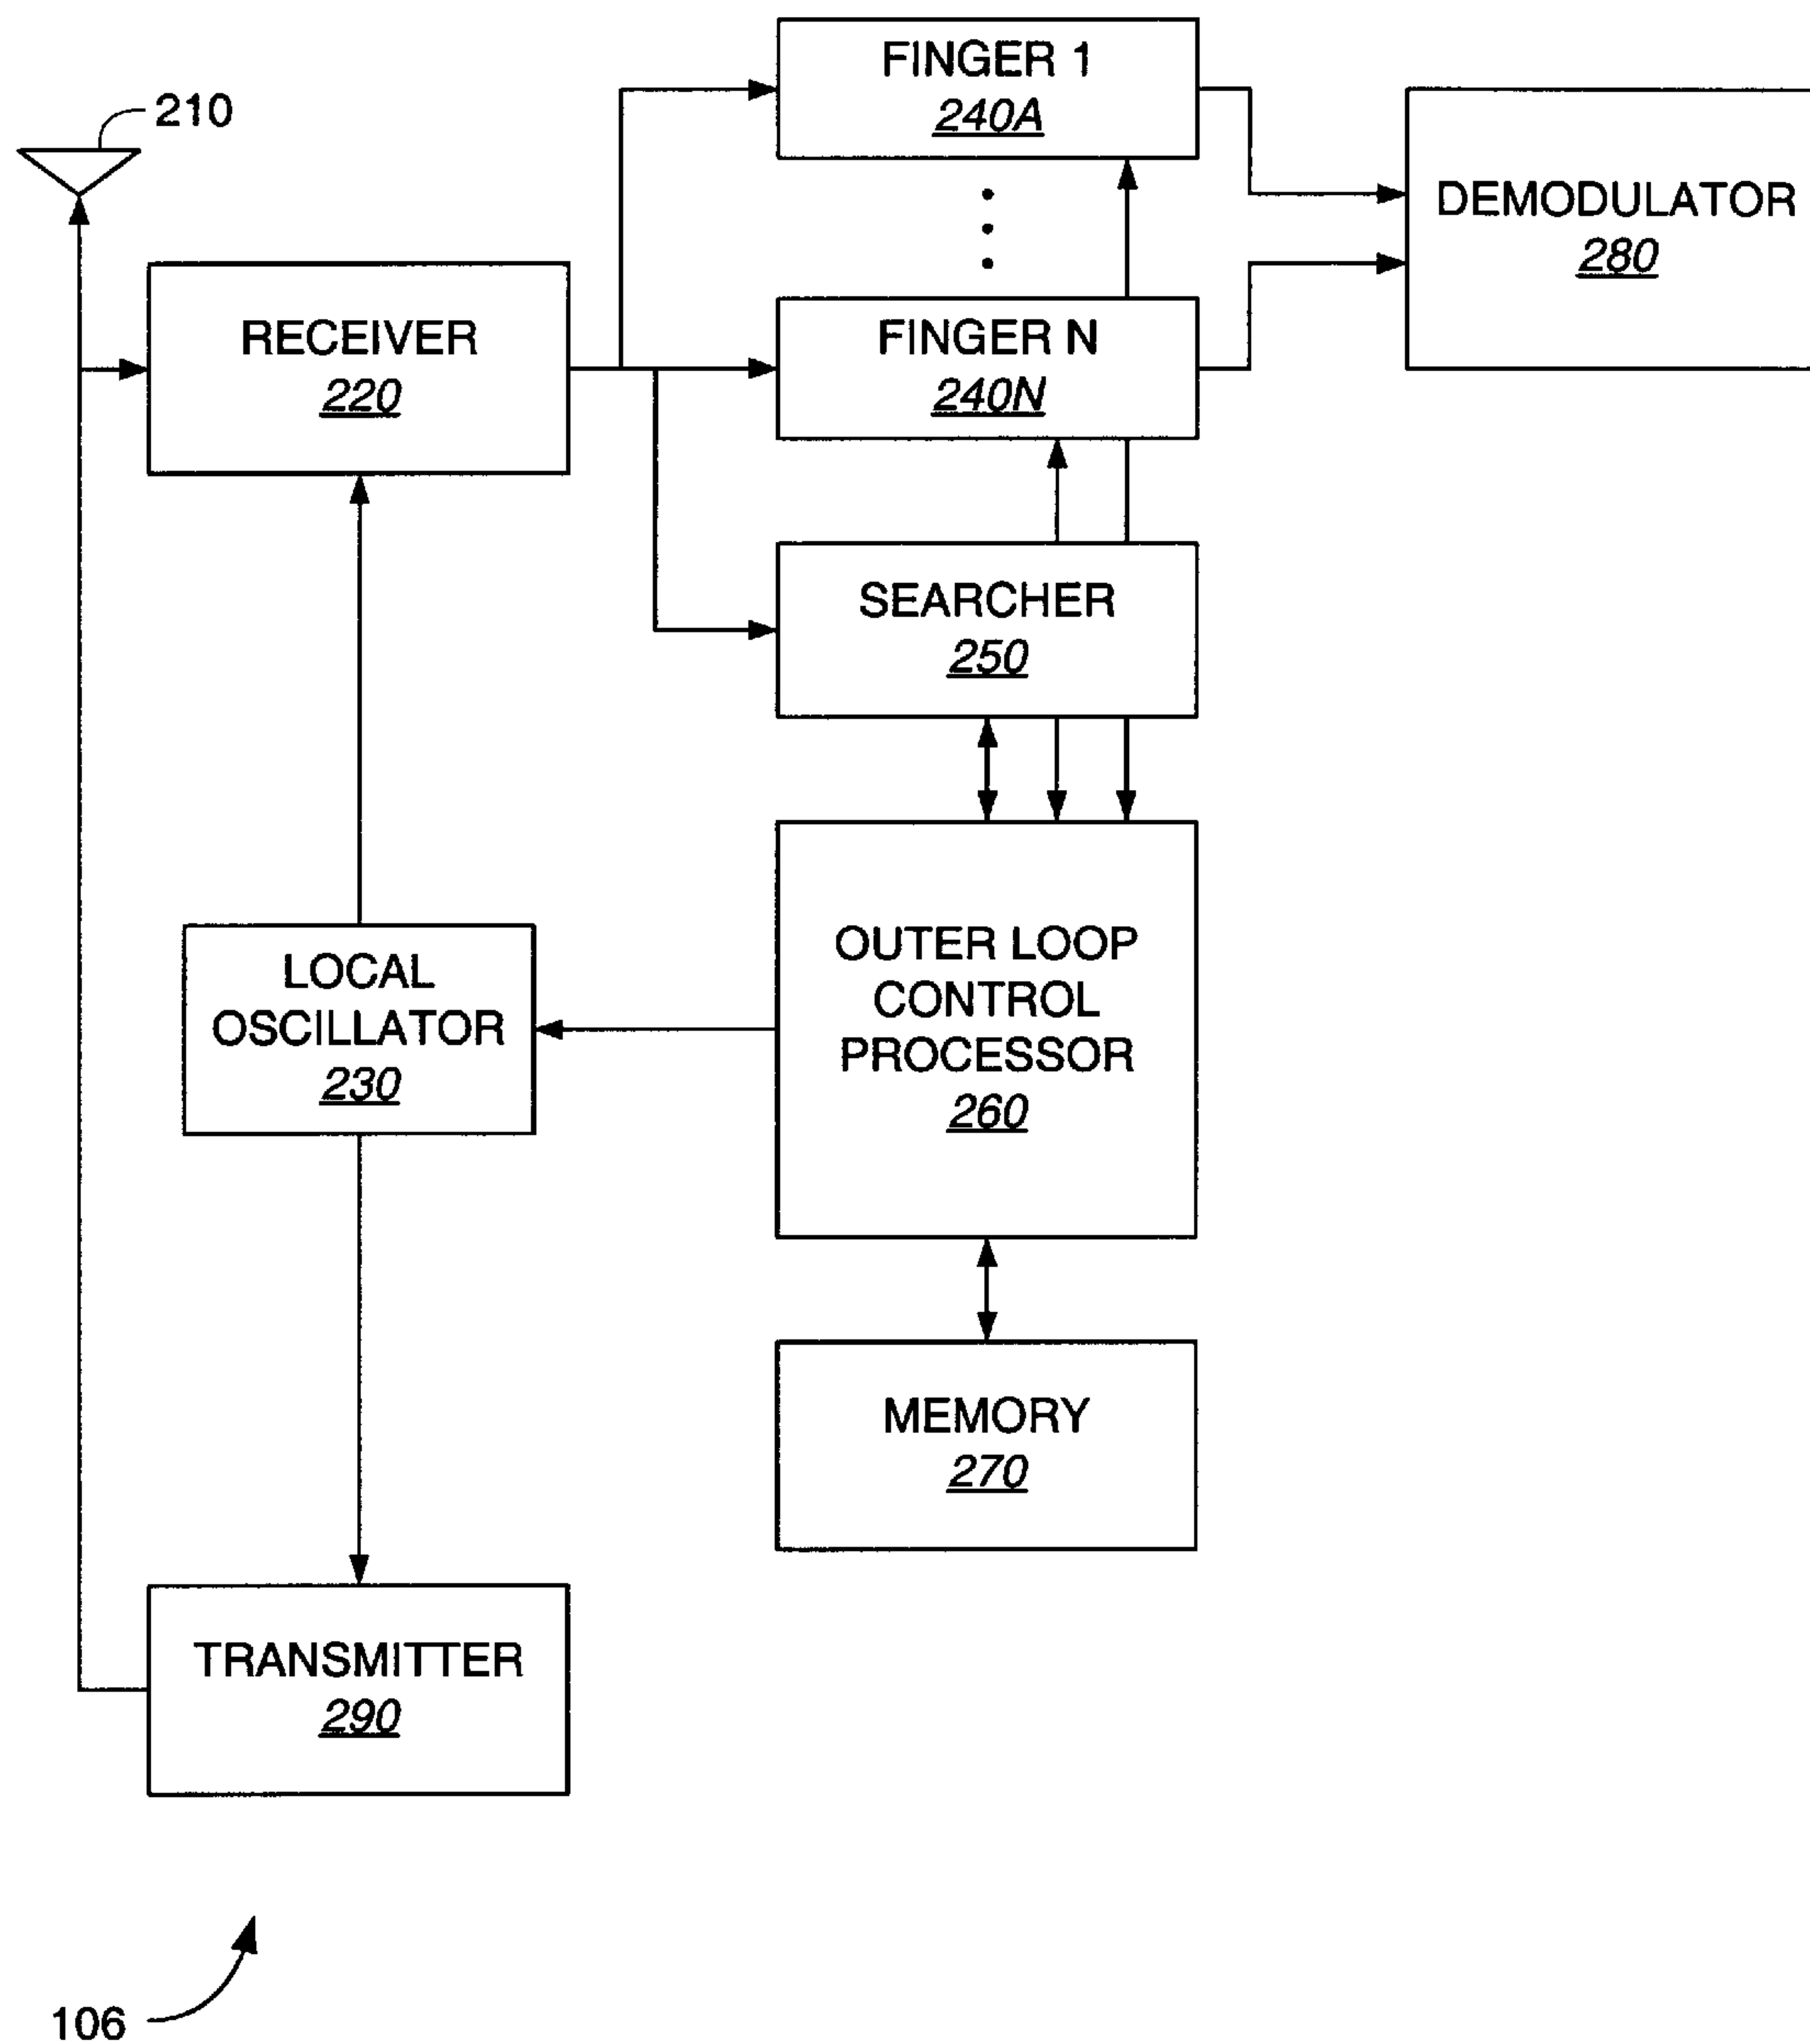 FINGER 1
240A
210
DEMODULATOR
280
RECEIVER
220
FINGER N
240N
SEARCHER
250
OUTER LOOP
CONTROL
PROCESSOR
260
LOCAL
OSCILLATOR
230
MEMORY
270
TRANSMITTER
290
106